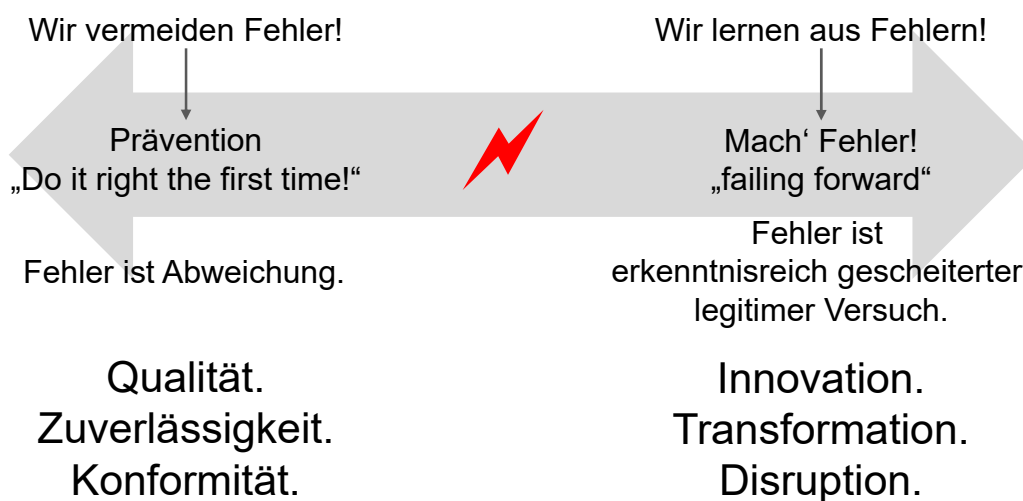 Wir vermeiden Fehler!
Prävention
„Do it right the first time!“
Fehler ist Abweichung.
Qualität.
Zuverlässigkeit.
Konformität.
Wir lernen aus Fehlern!
Mach‘ Fehler!
„failing forward“
Fehler ist
erkenntnisreich gescheiterter
legitimer Versuch.
Innovation.
Transformation.
Disruption.